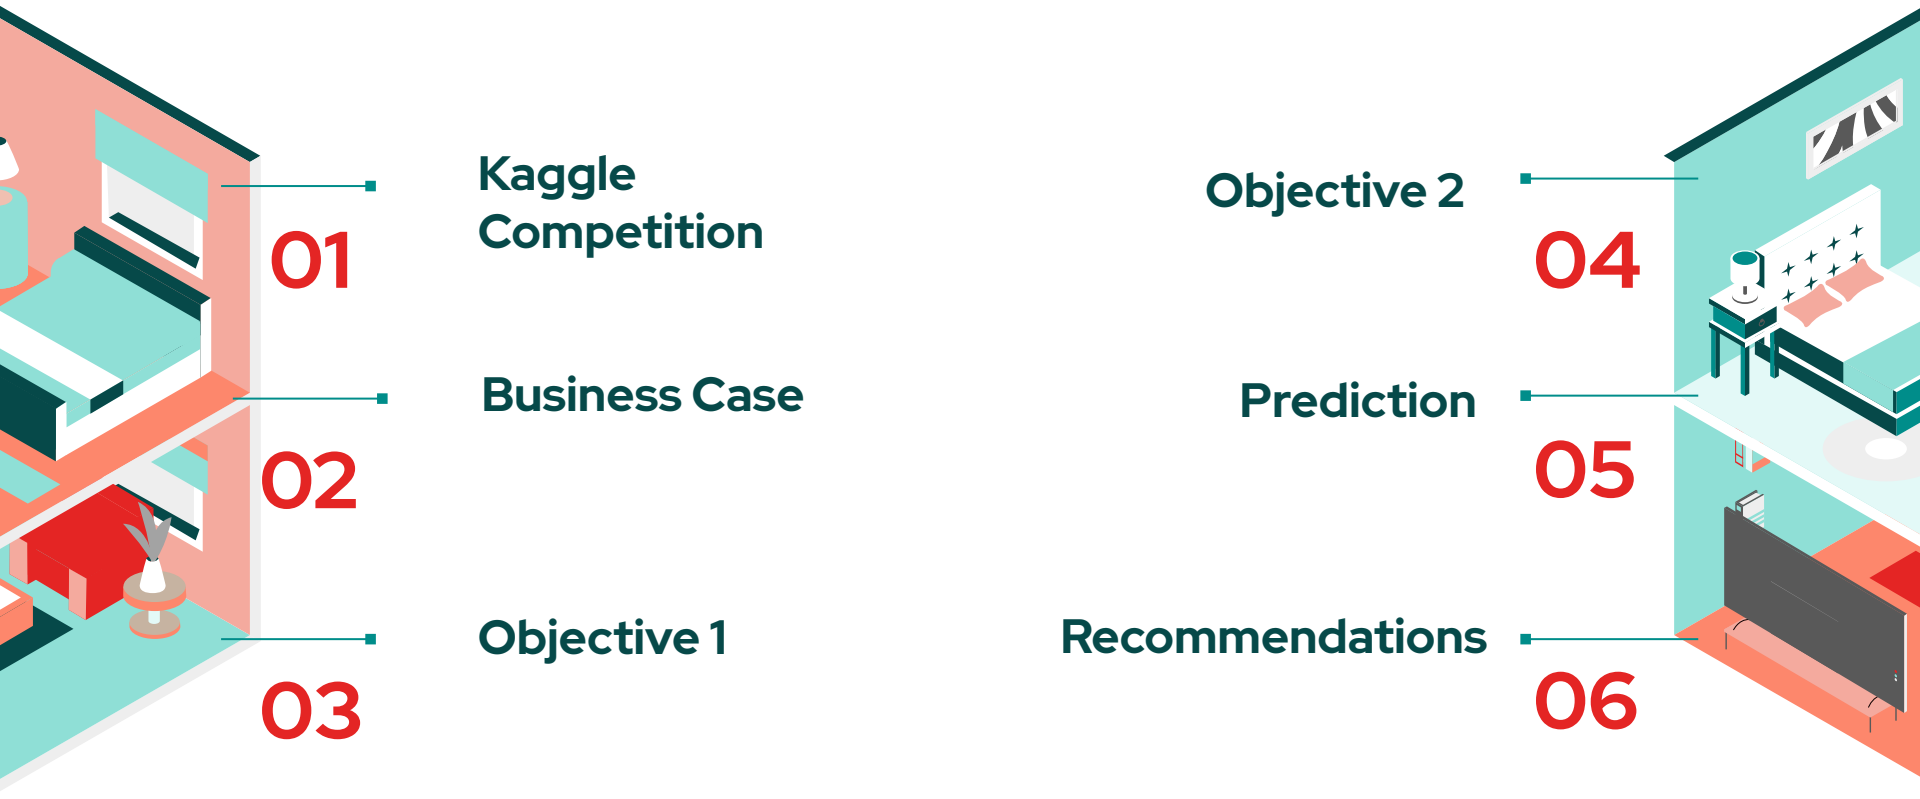 Kaggle
Competition
01
Business Case
02
Objective 1
03
Objective 2
04
Prediction
05
Recommendations
06